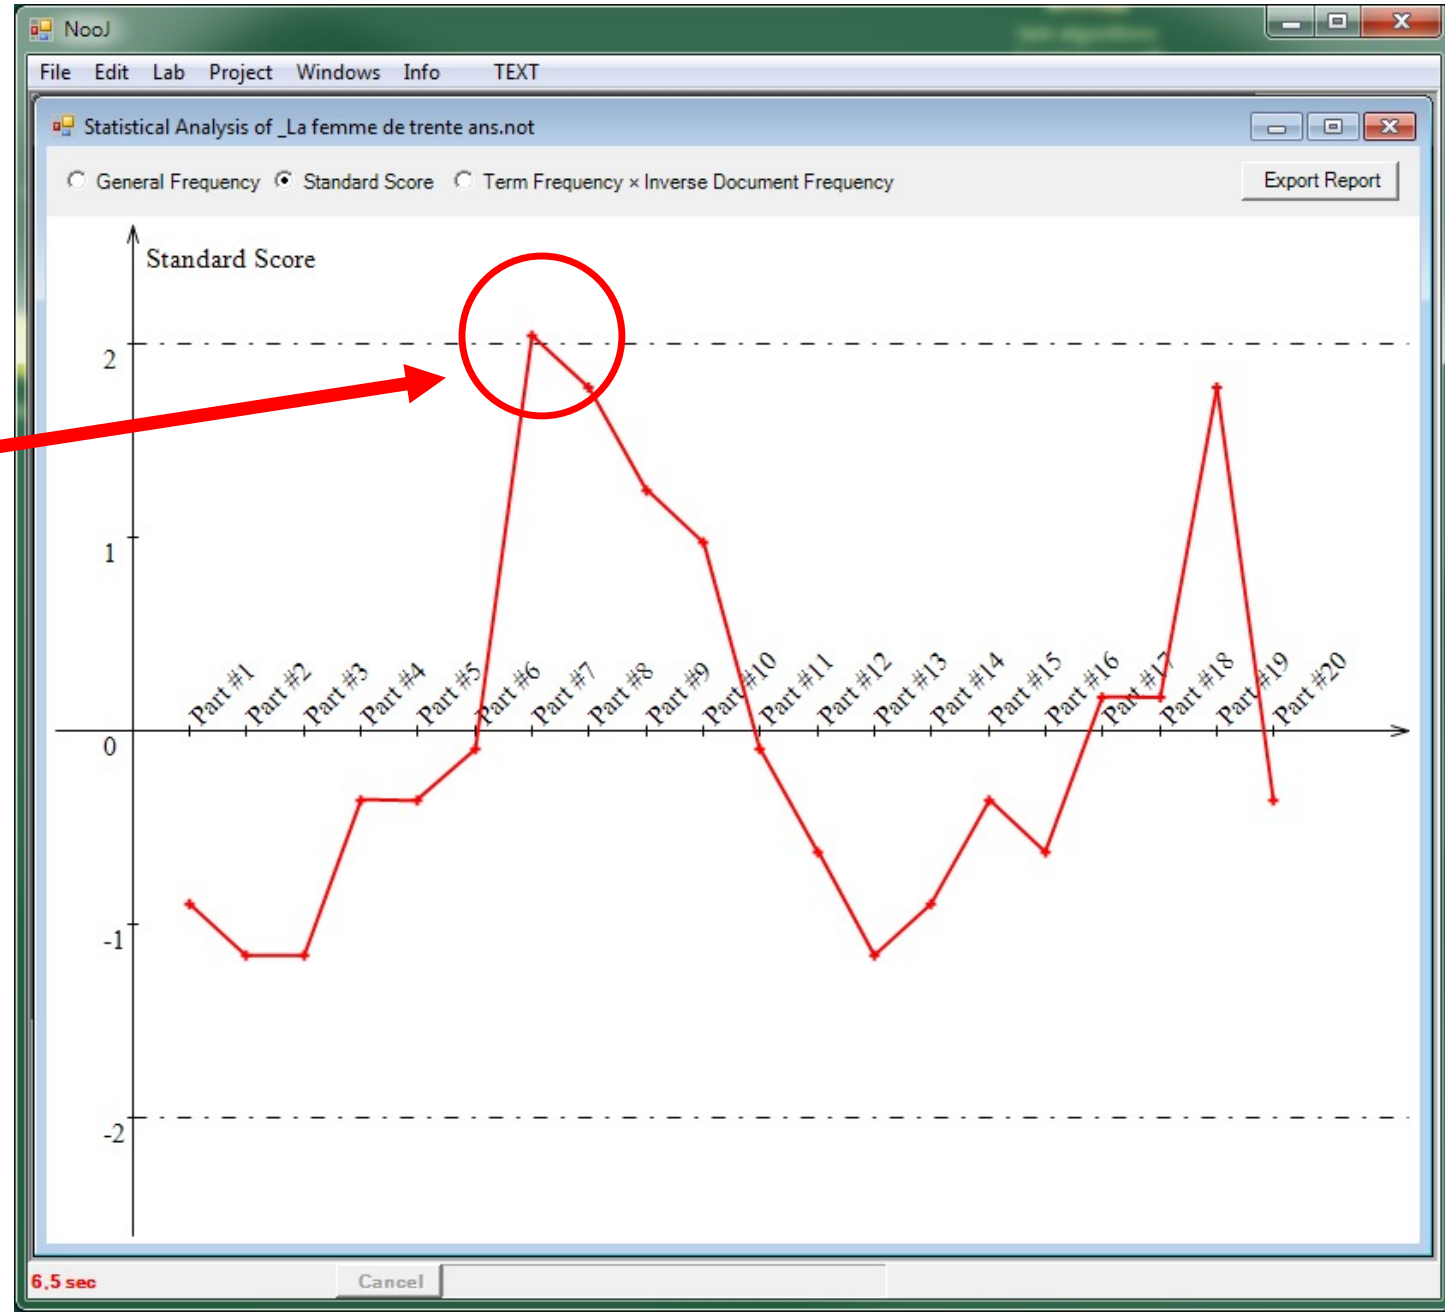 NooJ
File Edit Lab Project Windows Info TEXT
Statistical Analysis of _La femme de trente ans.not
General Frequency Standard Score Term Frequency × Inverse Document Frequency Export Report
Standard Score
2
1
Part #1 Part #2 Part #3 Part #4 Part #5 Part #6 Part #7 Part #8 Part #9 Part #10 Part #11 Part #12 Part #13 Part #14 Part #15 Part #16 Part #17 Part #18 Part #19 Part #20
0
-1
-2
6,5 sec Cancel